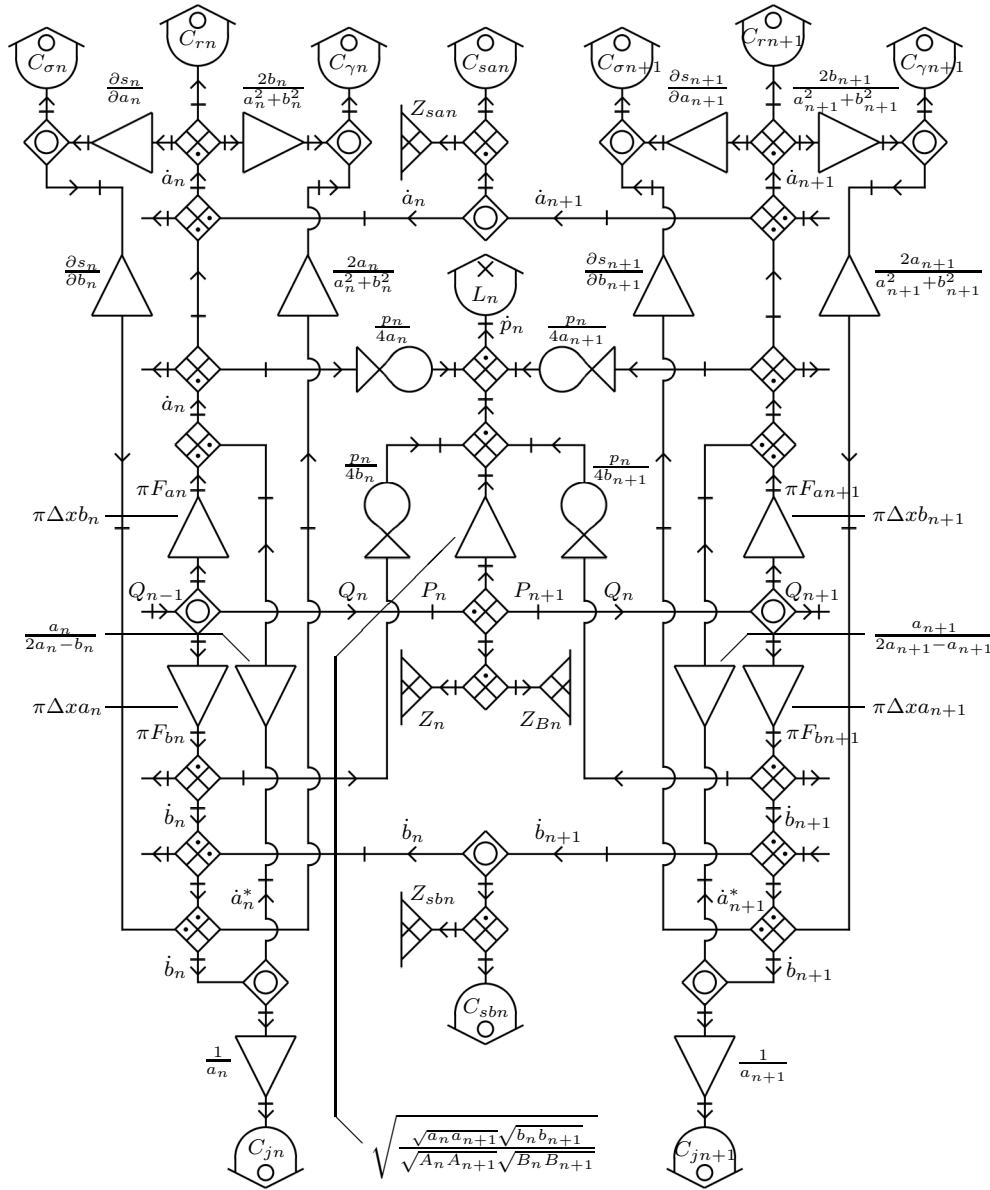 C_{rn} C_{rn+1}
C_{σn} C_{γn} C_{san} C_{σn+1} C_{γn+1}
∂s_n/∂a_n 2b_n/(a_n^2+b_n^2) ∂s_{n+1}/∂a_{n+1} 2b_{n+1}/(a_{n+1}^2+b_{n+1}^2)
Z_{san}
ȧ_n ȧ_{n+1}
ȧ_n ȧ_{n+1}
∂s_n/∂b_n 2a_n/(a_n^2+b_n^2) ∂s_{n+1}/∂b_{n+1} 2a_{n+1}/(a_{n+1}^2+b_{n+1}^2)
L_n
p_n/4a_n ṗ_n p_n/4a_{n+1}
ȧ_n
p_n/4b_n p_n/4b_{n+1}
πF_{an} πF_{an+1}
πΔxb_n πΔxb_{n+1}
Q_{n−1} Q_n P_n P_{n+1} Q_n Q_{n+1}
a_n/(2a_n−b_n) a_{n+1}/(2a_{n+1}−a_{n+1})
πΔxa_n Z_n Z_{Bn} πΔxa_{n+1}
πF_{bn} πF_{bn+1}
ḃ_n ḃ_{n+1}
ḃ_n ḃ_{n+1}
ȧ_n^* Z_{sbn} ȧ_{n+1}^*
ḃ_n ḃ_{n+1}
C_{sbn}
1/a_n 1/a_{n+1}
C_{jn} √((√(a_n a_{n+1}) √(b_n b_{n+1}))/(√(A_n A_{n+1}) √(B_n B_{n+1}))) C_{jn+1}